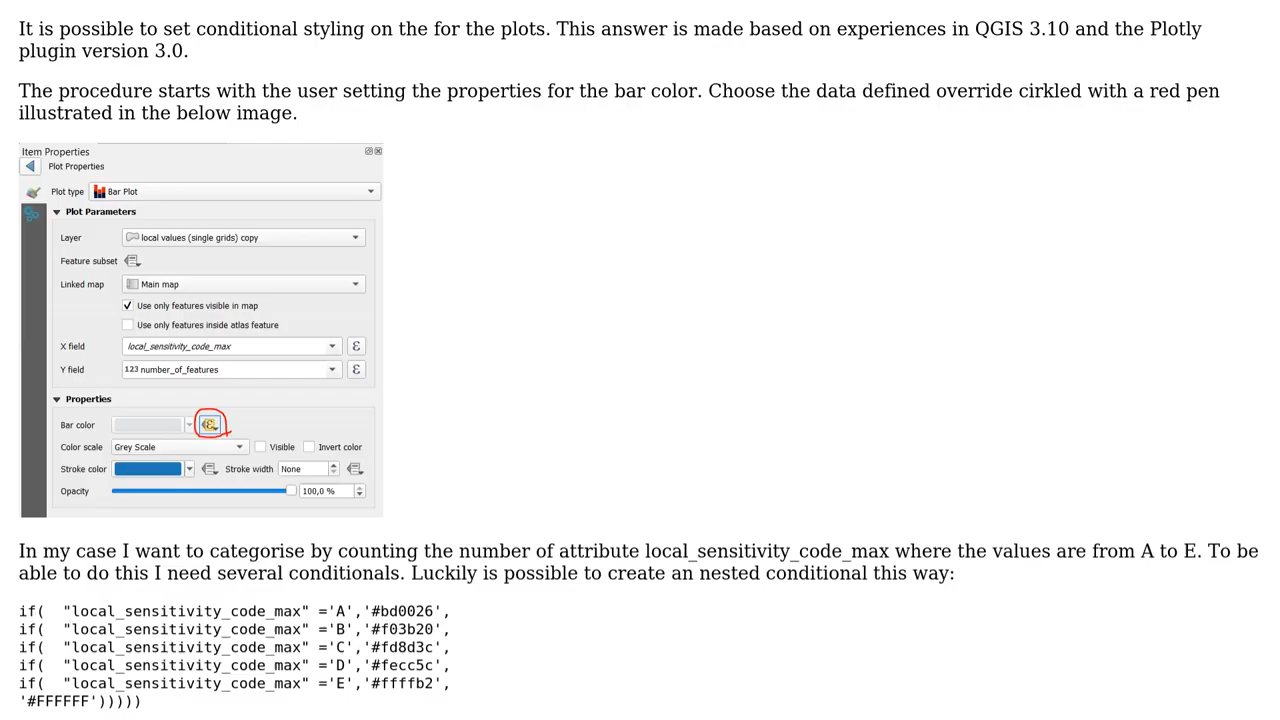 It is possible to set conditional styling on the for the plots. This answer is made based on experiences in QGIS 3.10 and the Plotly
plugin version 3.0.
The procedure starts with the user setting the properties for the bar color. Choose the data defined override cirkled with a red pen
illustrated in the below image.
Item Properties
Plot Properties
Plot type Bar Plot
Plot Parameters
Layer local values (single grids) copy
Feature subset
Linked map Main map
Use only features visible in map
Use only features inside atlas feature
X field local_sensitivity_code_max ε
Y field 123 number_of_features ε
Properties
Bar color ε
Color scale Grey Scale Visible Invert color
Stroke color Stroke width None
Opacity 100,0 %
In my case I want to categorise by counting the number of attribute local_sensitivity_code_max where the values are from A to E. To be
able to do this I need several conditionals. Luckily is possible to create an nested conditional this way:
if(  "local_sensitivity_code_max" ='A','#bd0026',
if(  "local_sensitivity_code_max" ='B','#f03b20',
if(  "local_sensitivity_code_max" ='C','#fd8d3c',
if(  "local_sensitivity_code_max" ='D','#fecc5c',
if(  "local_sensitivity_code_max" ='E','#ffffb2',
'#FFFFFF')))))